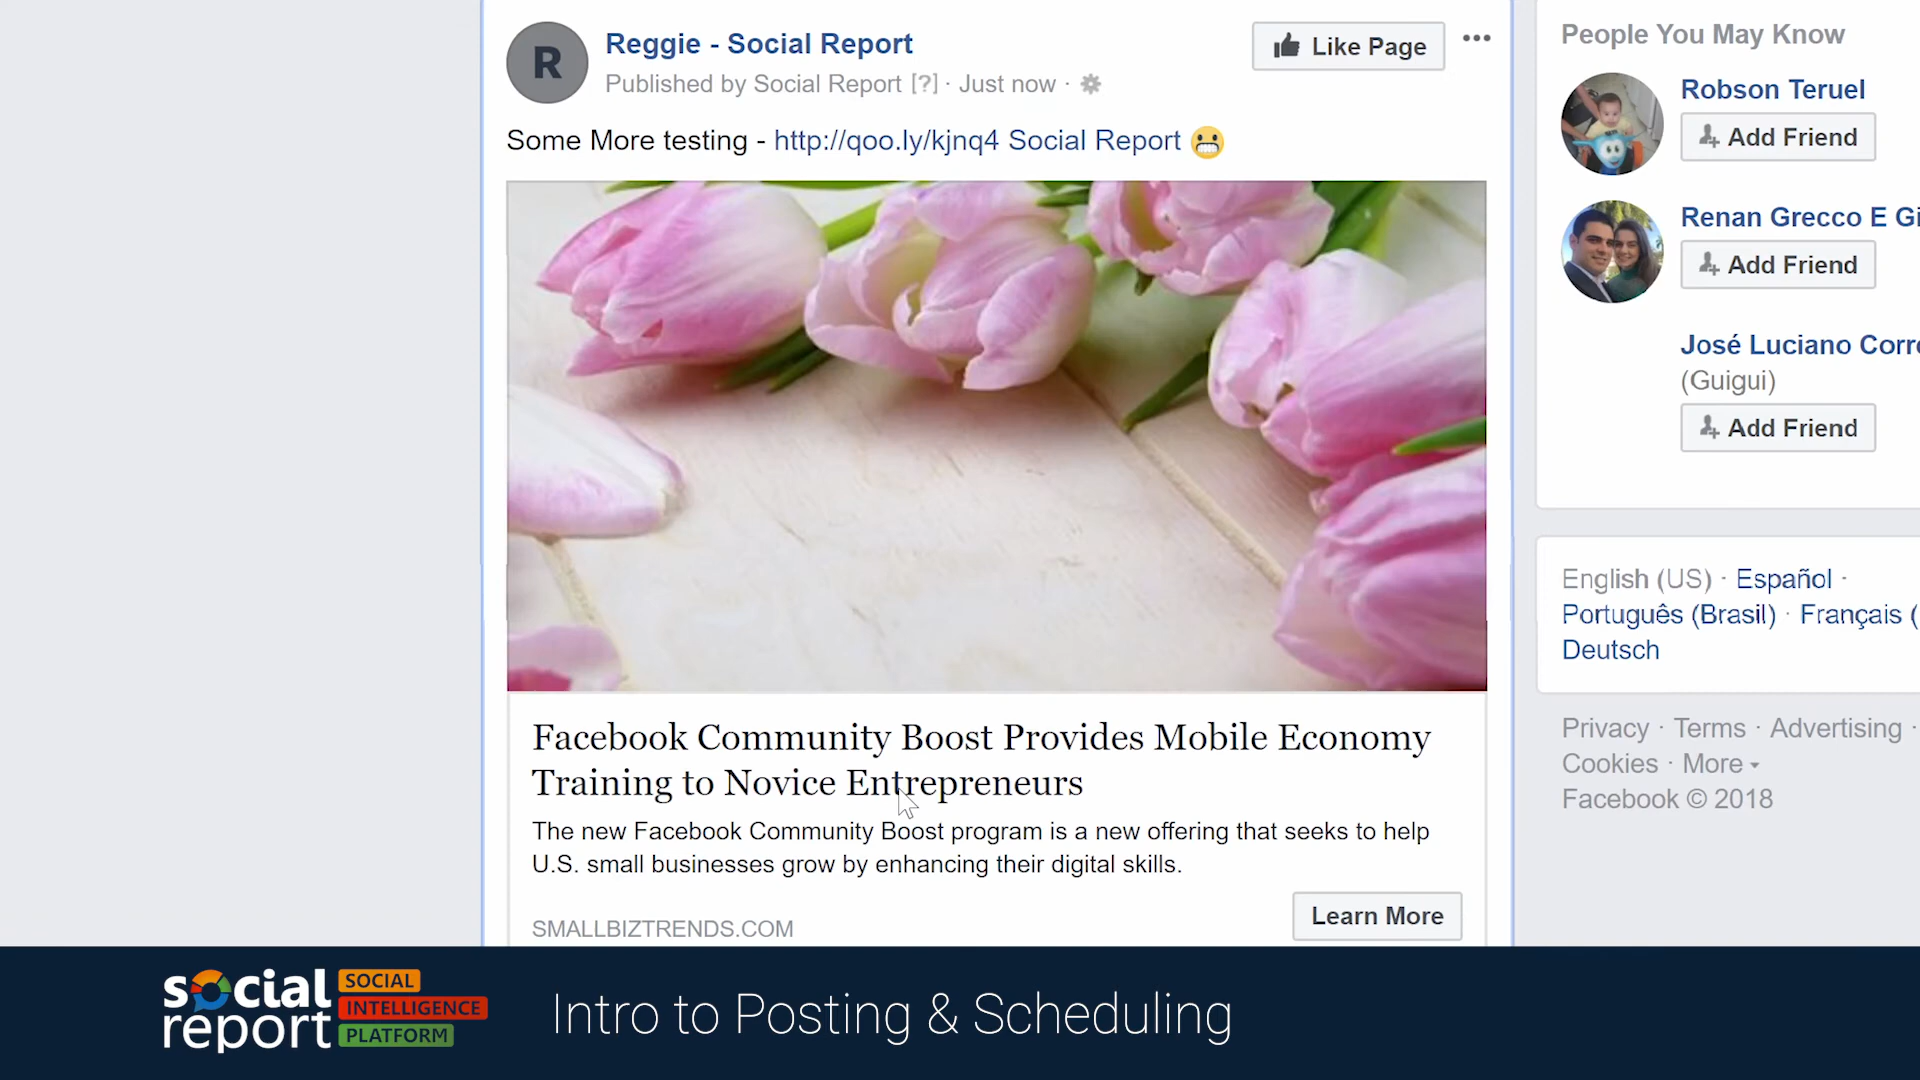 R
Reggie - Social Report
Published by Social Report [?] · Just now ·
Like Page
Some More testing - http://qoo.ly/kjnq4 Social Report 😬
Facebook Community Boost Provides Mobile Economy
Training to Novice Entrepreneurs
The new Facebook Community Boost program is a new offering that seeks to help
U.S. small businesses grow by enhancing their digital skills.
SMALLBIZTRENDS.COM
Learn More
People You May Know
Robson Teruel
Add Friend
Renan Grecco E
Add Friend
José Luciano
(Guigui)
Add Friend
English (US) · Español ·
Português (Brasil) · Français (
Deutsch
Privacy · Terms · Advertising ·
Cookies · More
Facebook © 2018
social
report
SOCIAL
INTELLIGENCE
PLATFORM
Intro to Posting & Scheduling